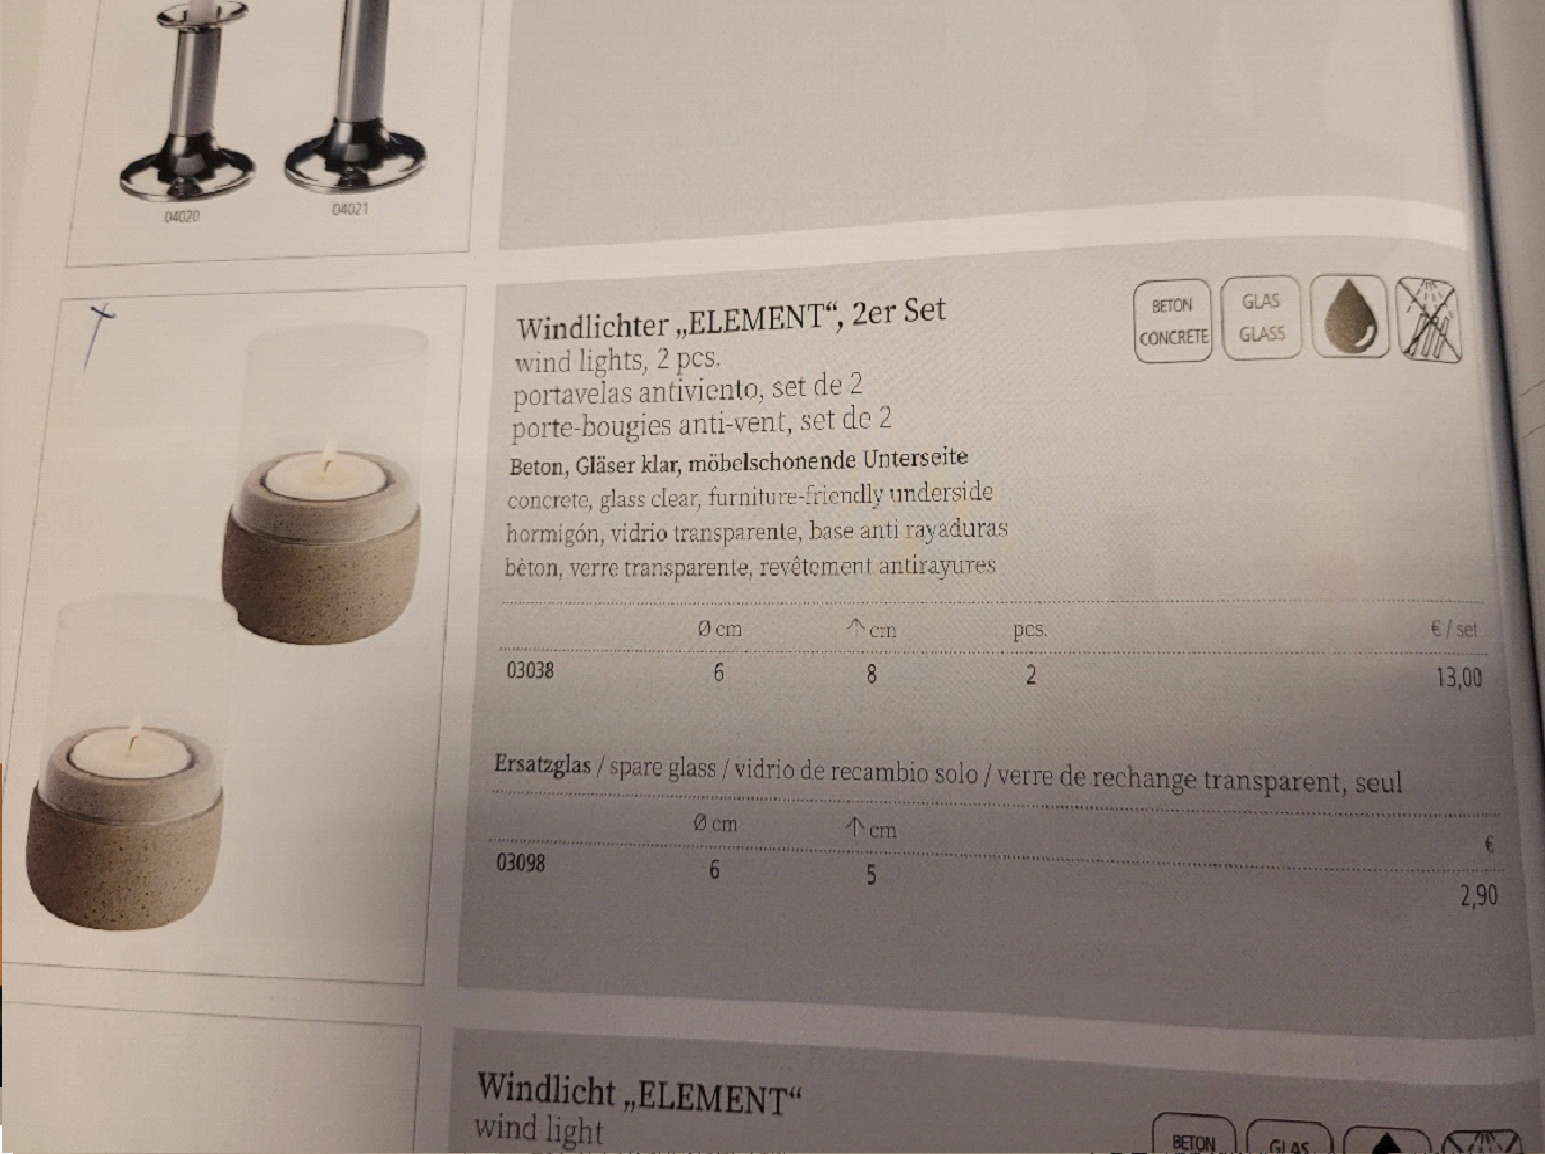 04020
04021
Windlichter „ELEMENT“, 2er Set
wind lights, 2 pcs.
portavelas antiviento, set de 2
porte-bougies anti-vent, set de 2
Beton, Gläser klar, möbelschonende Unterseite
concrete, glass clear, furniture-friendly underside
hormigón, vidrio transparente, base anti rayaduras
bèton, verre transparente, revêtement antirayures
BETON
CONCRETE
GLAS
GLASS
Ø cm ↑ cm pcs. € / set
03038 6 8 2 13,00
Ersatzglas / spare glass / vidrio de recambio solo / verre de rechange transparent, seul
Ø cm ↑ cm €
03098 6 5 2,90
Windlicht „ELEMENT“
wind light
BETON
GLAS